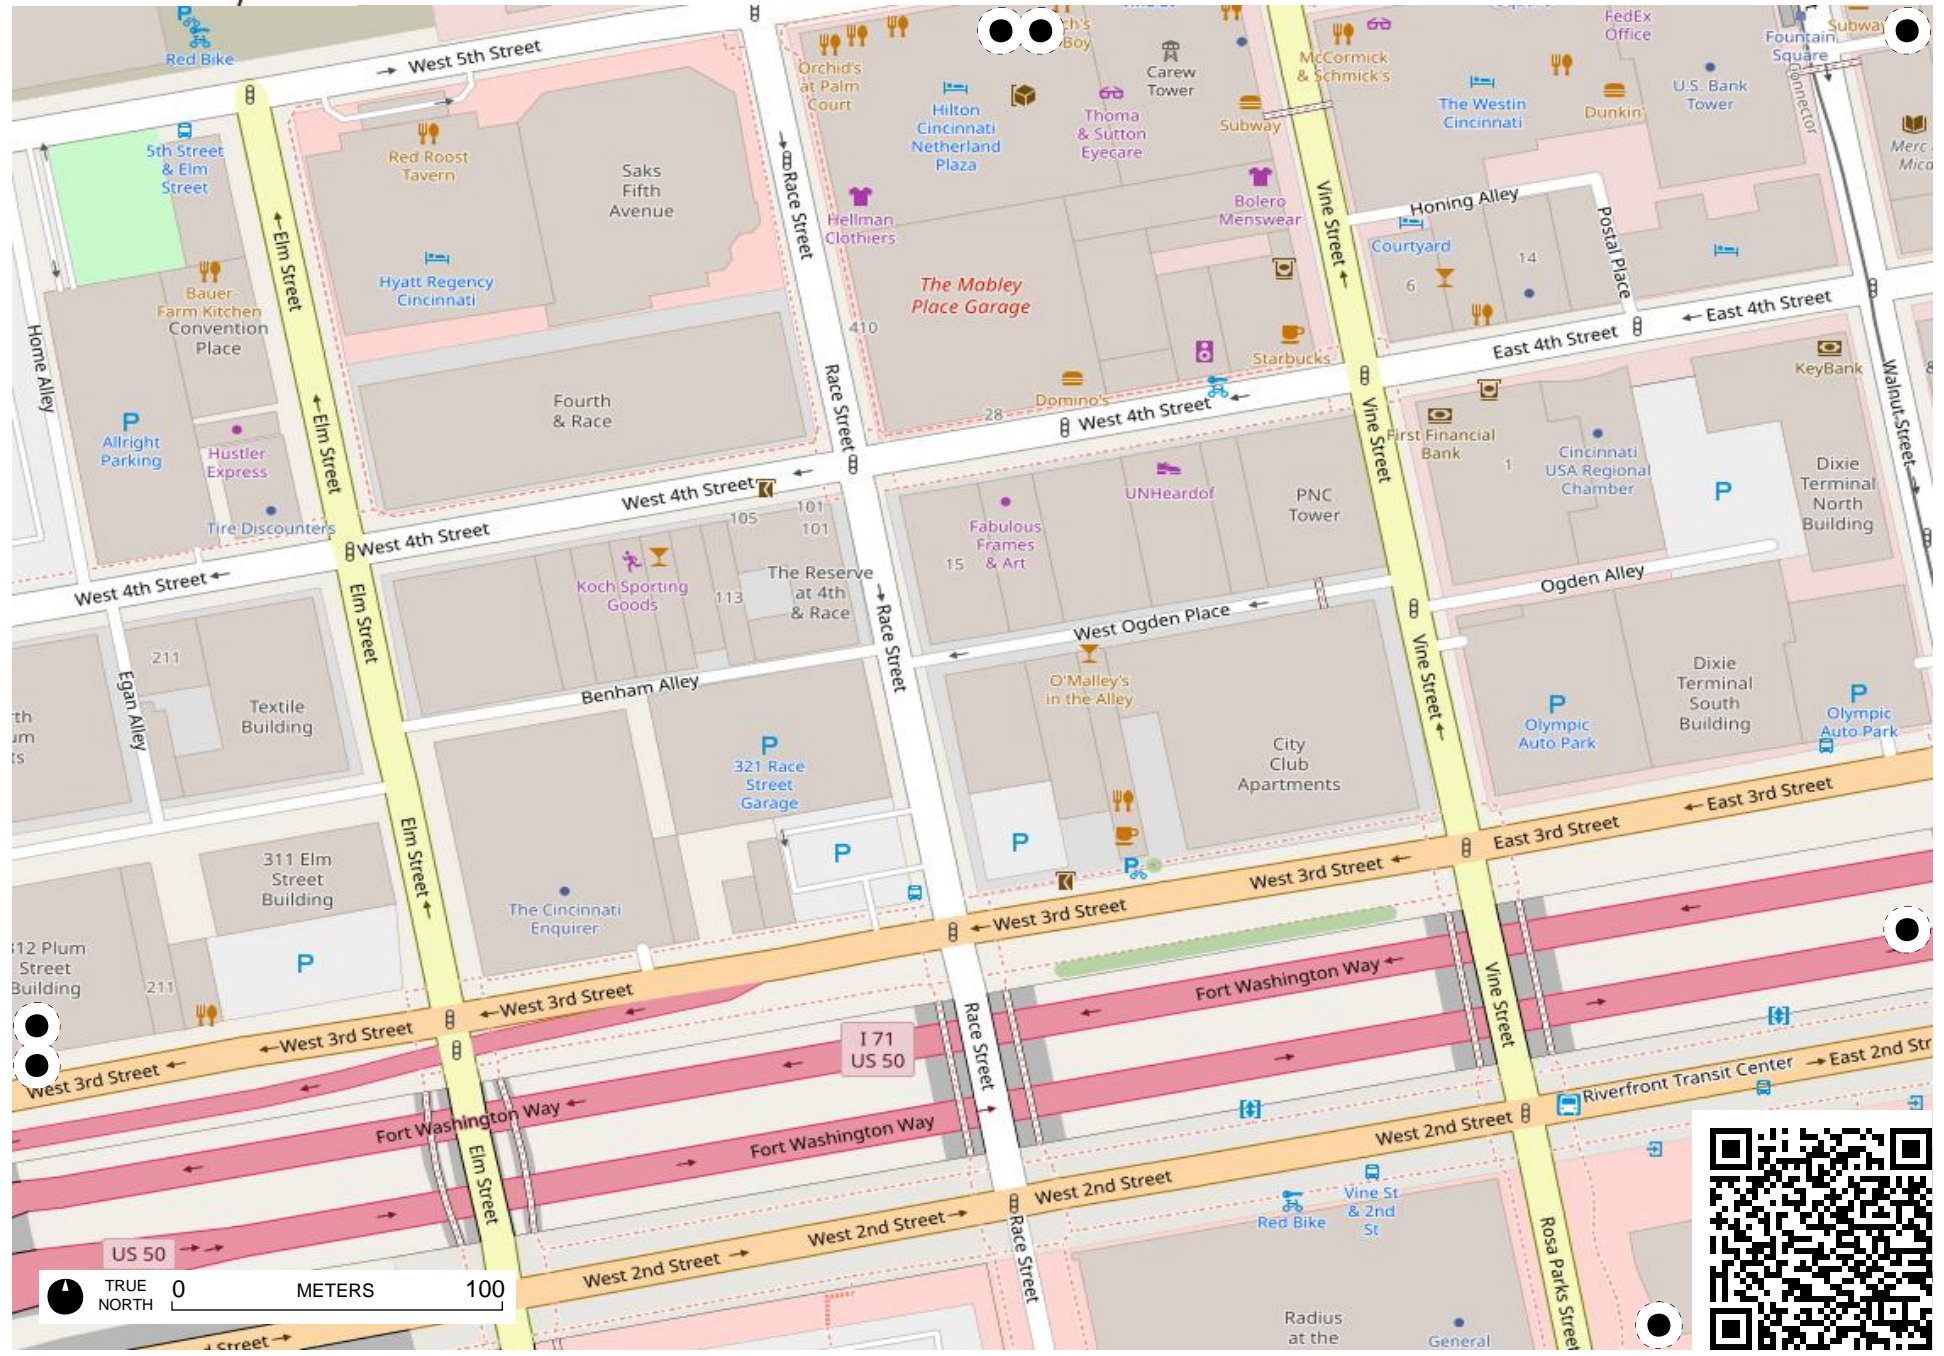 Red Bike
West 5th Street
5th Street
& Elm
Street
Red Roost
Tavern
Saks
Fifth
Avenue
Hyatt Regency
Cincinnati
Bauer
Farm Kitchen
Convention
Place
Elm Street
Home Alley
Allright
Parking
Hustler
Express
Tire Discounters
Fourth
& Race
Elm Street
Race Street
Race Street
Orchid's
at Palm
Court
Hilton
Cincinnati
Netherland
Plaza
Boy
Carew
Tower
Thoma
& Sutton
Eyecare
Subway
Hellman
Clothiers
Bolero
Menswear
The Mabley
Place Garage
410
28
Domino's
Starbucks
McCormick
& Schmick's
The Westin
Cincinnati
FedEx
Office
Dunkin'
U.S. Bank
Tower
Fountain
Square
Subway
Connector
Merc
Mica
Vine Street
Honing Alley
Courtyard
6
14
Postal Place
East 4th Street
East 4th Street
KeyBank
Walnut Street
West 4th Street
West 4th Street
West 4th Street
West 4th Street
Vine Street
First Financial
Bank
1
Cincinnati
USA Regional
Chamber
P
Dixie
Terminal
North
Building
105
101
101
Koch Sporting
Goods
113
The Reserve
at 4th
& Race
15
Fabulous
Frames
& Art
UNHeardof
PNC
Tower
Ogden Alley
West Ogden Place
Race Street
Elm Street
Egan Alley
211
Textile
Building
Benham Alley
321 Race
Street
Garage
O'Malley's
in the Alley
City
Club
Apartments
Vine Street
Olympic
Auto Park
Dixie
Terminal
South
Building
Olympic
Auto Park
East 3rd Street
East 3rd Street
West 3rd Street
West 3rd Street
P
P
311 Elm
Street
Building
Elm Street
The Cincinnati
Enquirer
P
312 Plum
Street
Building
211
West 3rd Street
West 3rd Street
West 3rd Street
Fort Washington Way
Fort Washington Way
Fort Washington Way
I 71
US 50
Race Street
Vine Street
Elm Street
US 50
Riverfront Transit Center
East 2nd Str
West 2nd Street
West 2nd Street
West 2nd Street
West 2nd Street
Street
Race Street
Red Bike
Vine St
& 2nd
St
Rosa Parks Street
Radius
at the
General
TRUE
NORTH
0
METERS
100